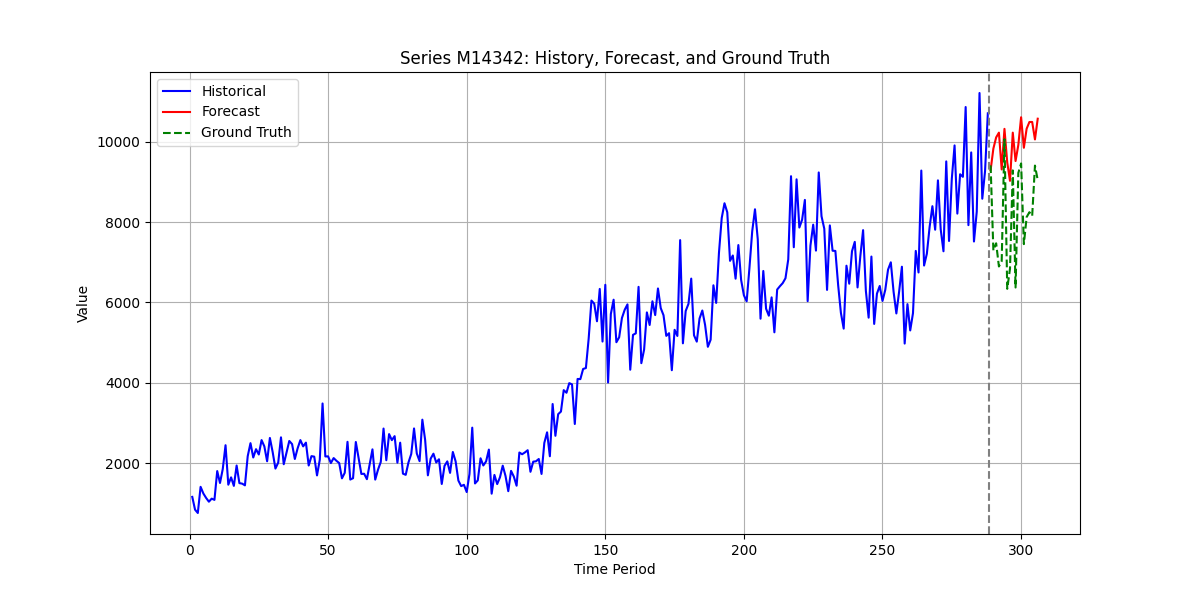 Series M14342: History, Forecast, and Ground Truth
Historical
Forecast
Ground Truth
Value
10000
8000
6000
4000
2000
0
50
100
150
200
250
300
Time Period